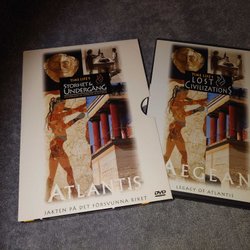 TIME LIFE'S
STORHET & UNDERGÅNG
ATLANTIS
JAKTEN PÅ DET FÖRSVUNNA RIKET
DVD
TIME LIFE'S
LOST
CIVILIZATIONS
AEGEAN
LEGACY OF ATLANTIS